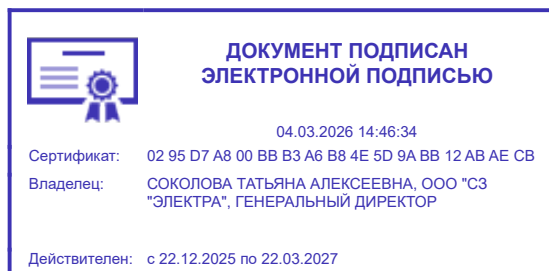 ДОКУМЕНТ ПОДПИСАН
ЭЛЕКТРОННОЙ ПОДПИСЬЮ
04.03.2026 14:46:34
Сертификат: 02 95 D7 A8 00 BB B3 A6 B8 4E 5D 9A BB 12 AB AE CB
Владелец: СОКОЛОВА ТАТЬЯНА АЛЕКСЕЕВНА, ООО "СЗ
"ЭЛЕКТРА", ГЕНЕРАЛЬНЫЙ ДИРЕКТОР
Действителен: с 22.12.2025 по 22.03.2027